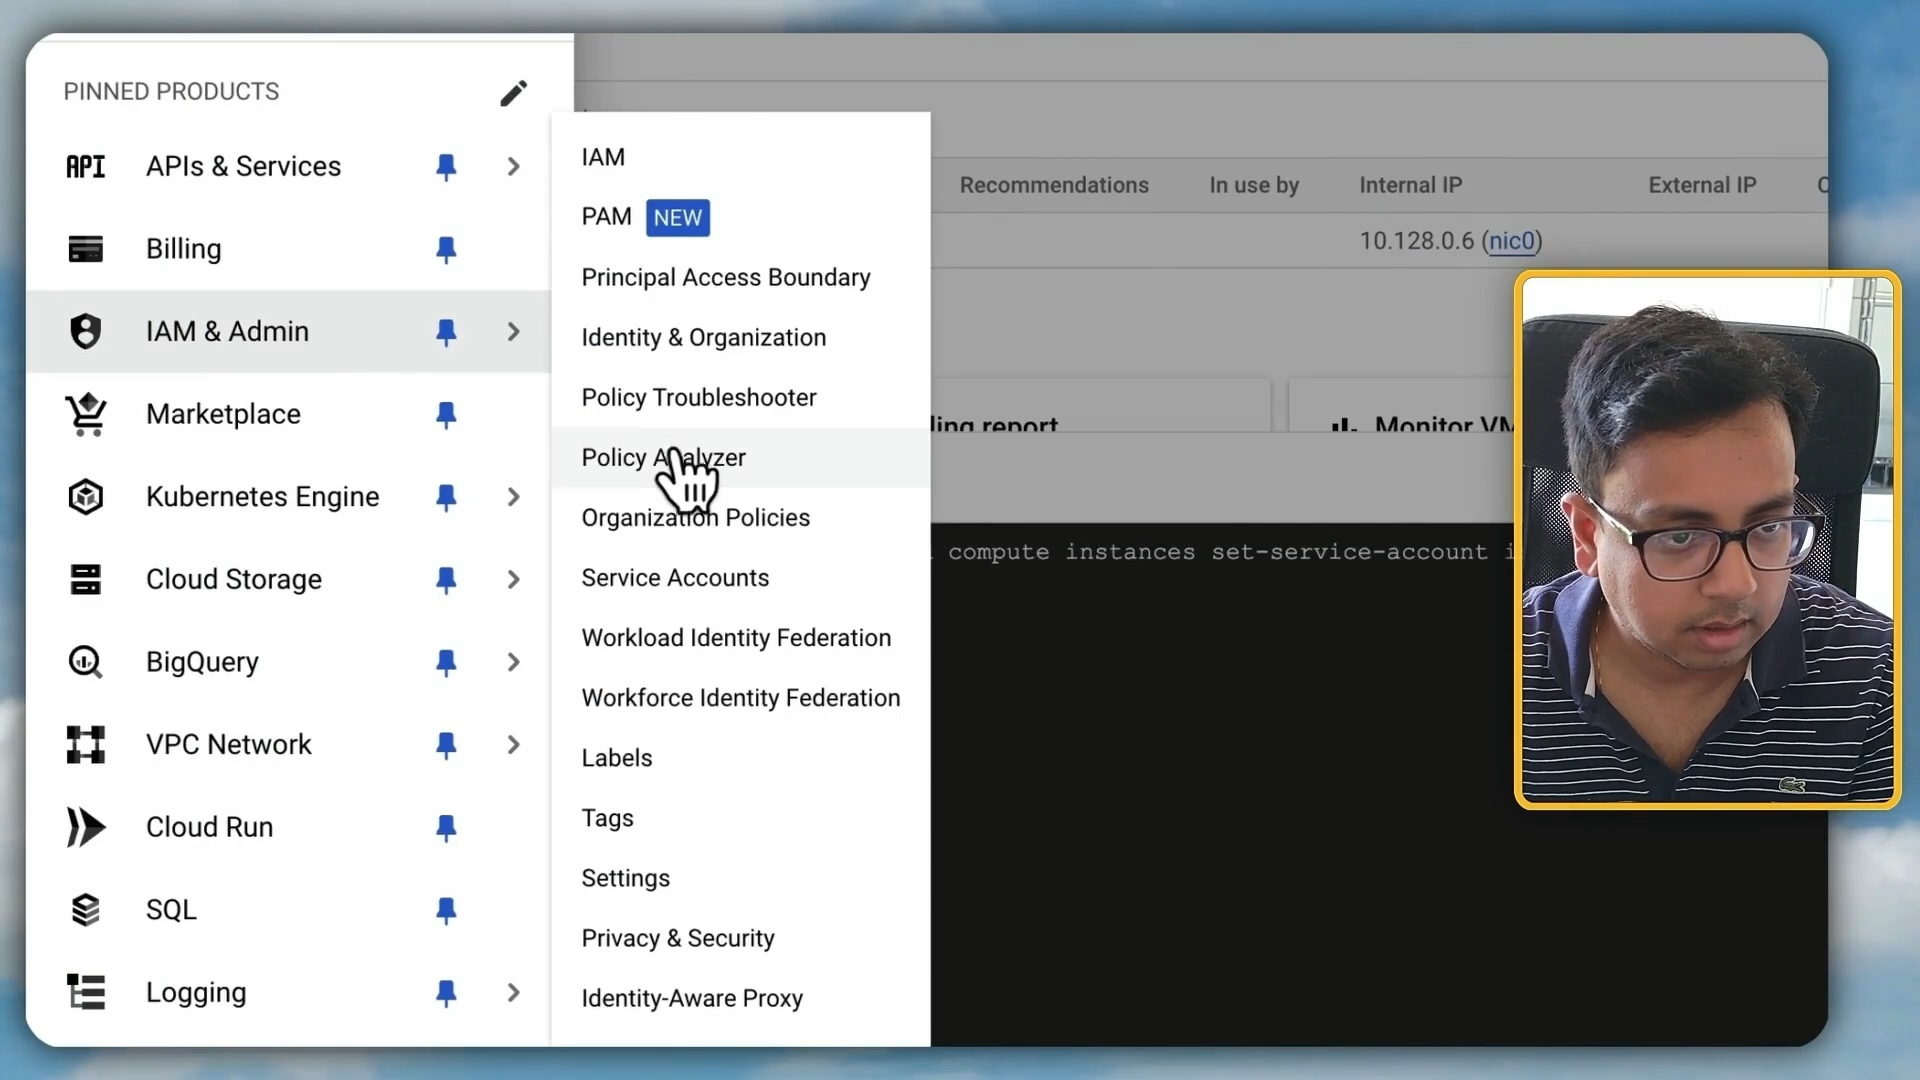 PINNED PRODUCTS
API APIs & Services
Billing
IAM & Admin
Marketplace
Kubernetes Engine
Cloud Storage
BigQuery
VPC Network
Cloud Run
SQL
Logging
IAM
PAM NEW
Principal Access Boundary
Identity & Organization
Policy Troubleshooter
Policy Analyzer
Organization Policies
Service Accounts
Workload Identity Federation
Workforce Identity Federation
Labels
Tags
Settings
Privacy & Security
Identity-Aware Proxy
Recommendations In use by Internal IP External IP
10.128.0.6 (nic0)
report Monitor VM
compute instances set-service-account